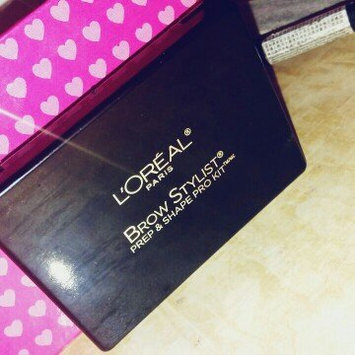 L'ORÉAL®
PARIS
BROW STYLIST®
PREP & SHAPE PRO KIT